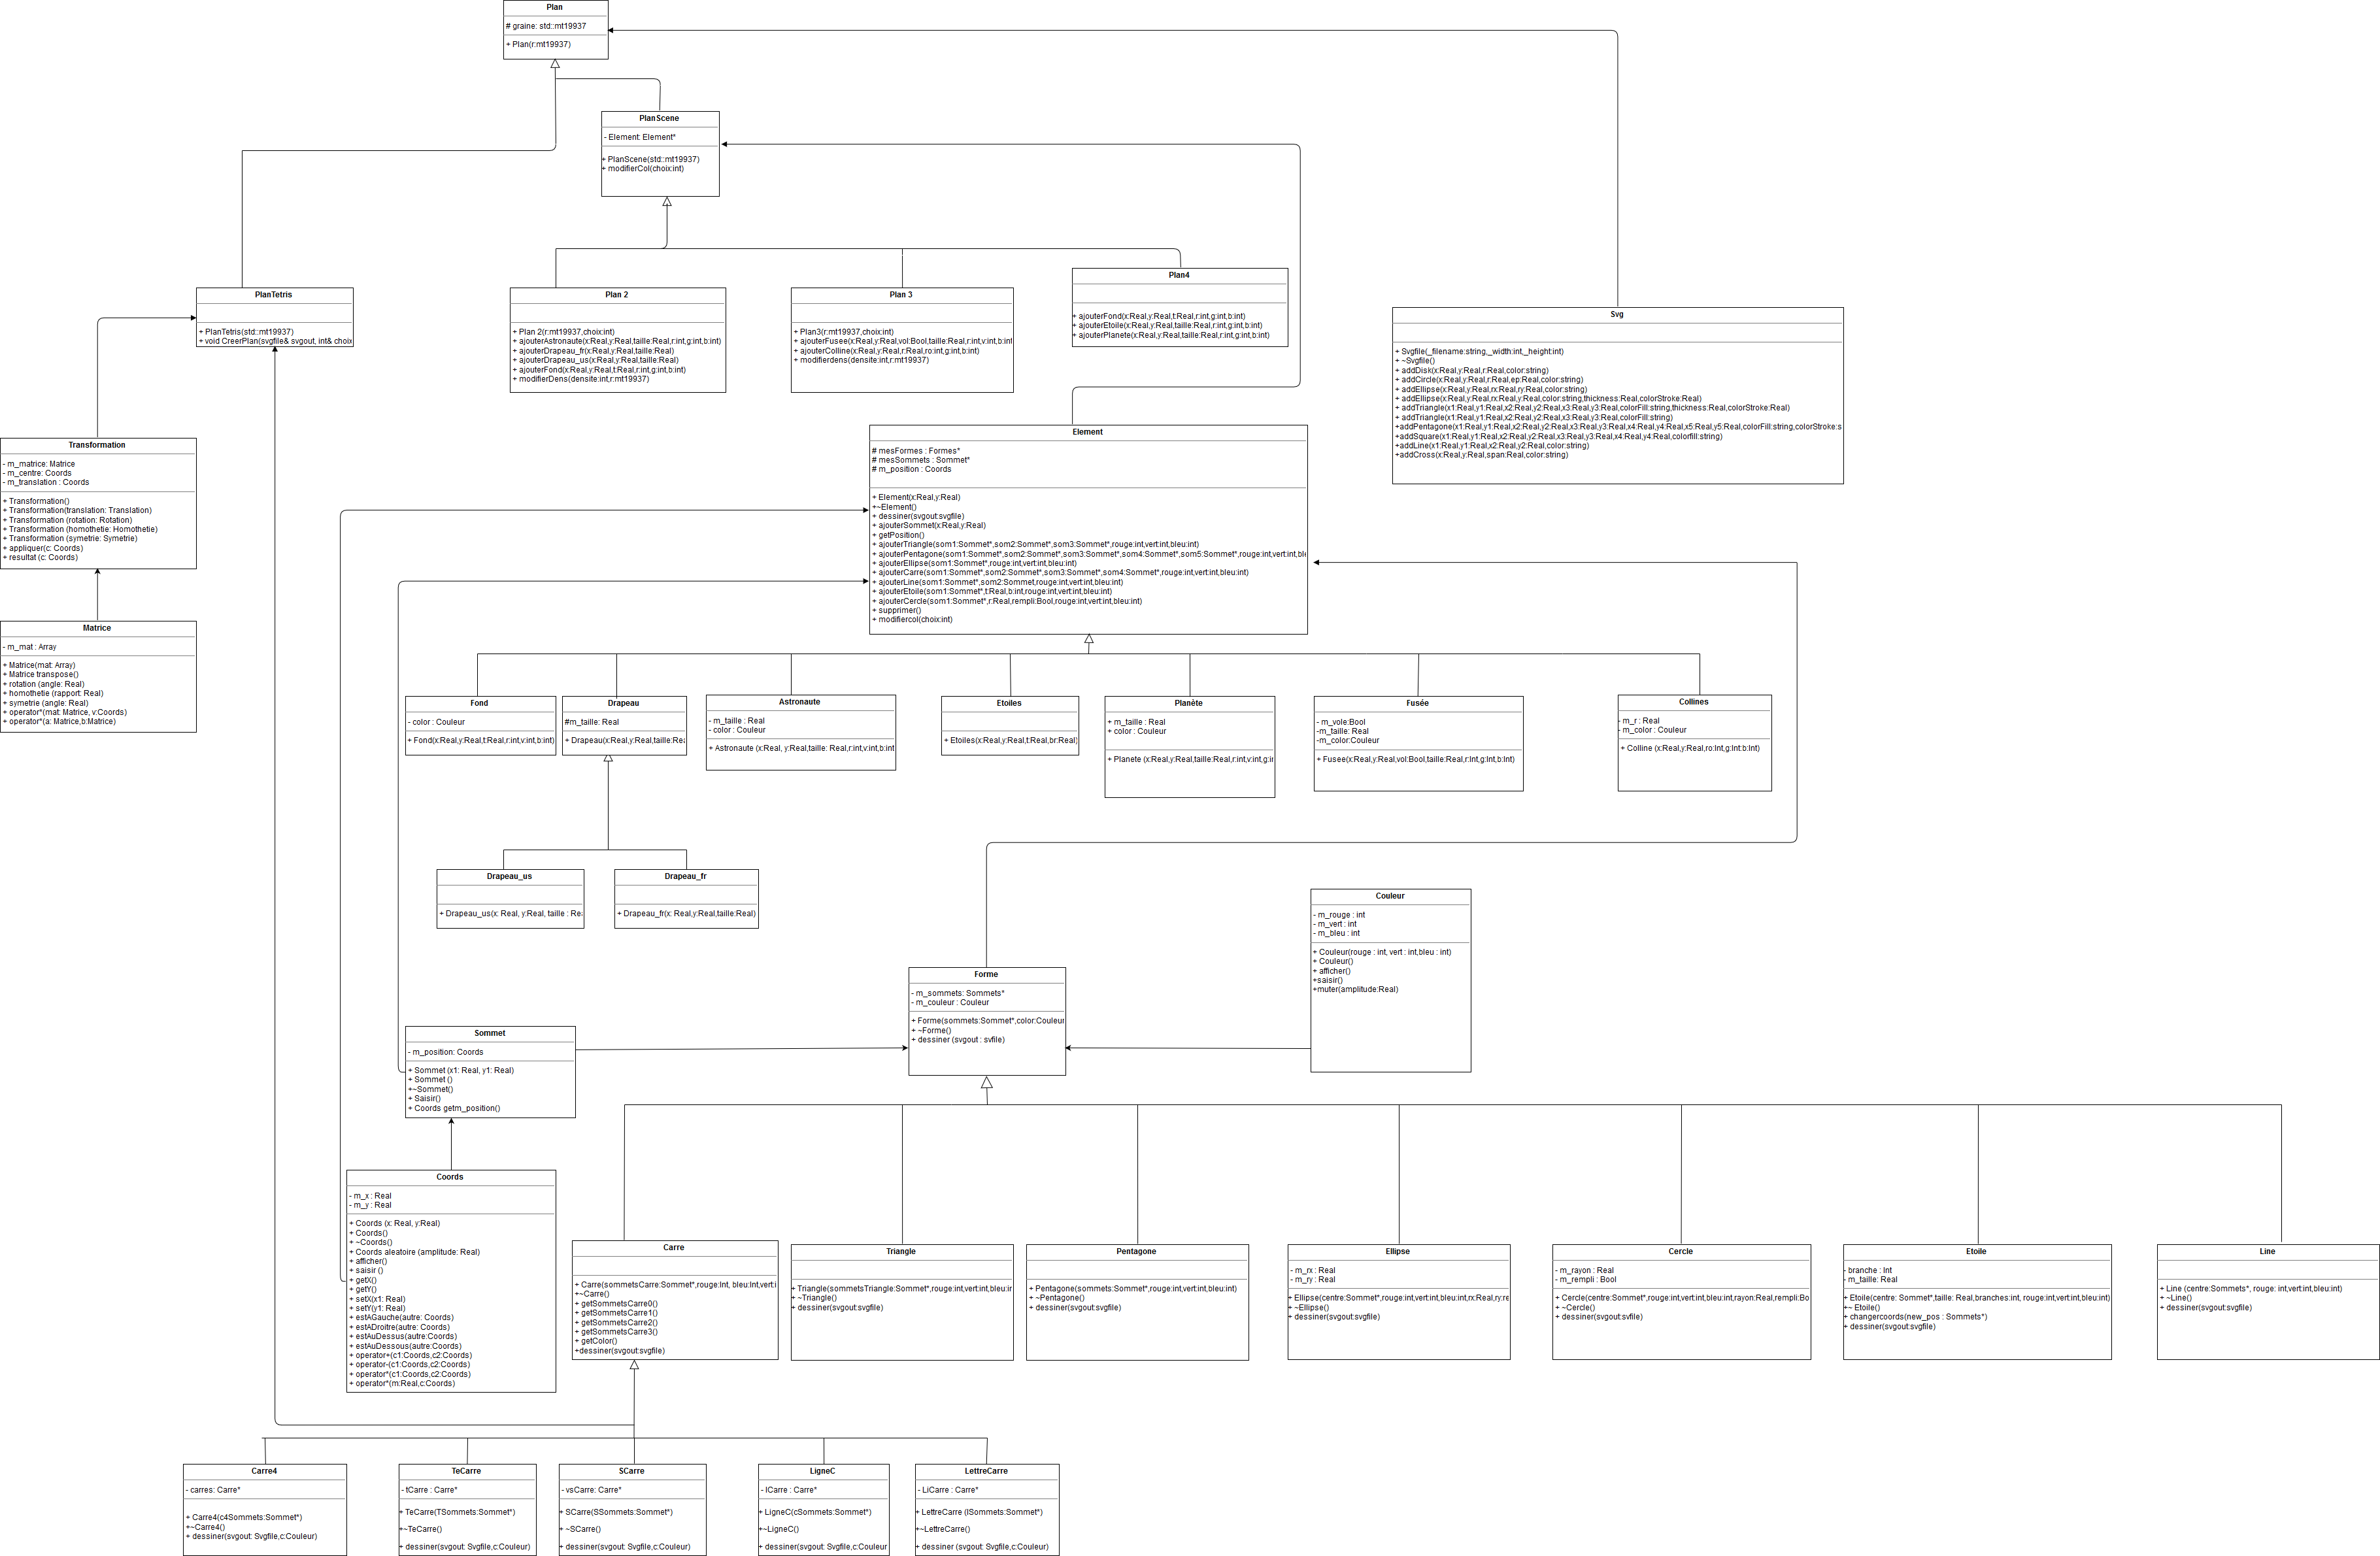 Plan
# graine: std::mt19937
+ Plan(r:mt19937)
PlanScene
- Element: Element*
+ PlanScene(std::mt19937)
+ modifierCol(choix:int)
PlanTetris
+ PlanTetris(std::mt19937)
+ void CreerPlan(svgfile& svgout, int& choix
Plan 2
+ Plan 2(r:mt19937,choix:int)
+ ajouterAstronaute(x:Real,y:Real,taille:Real,r:int,g:int,b:int)
+ ajouterDrapeau_fr(x:Real,y:Real,taille:Real)
+ ajouterDrapeau_us(x:Real,y:Real,taille:Real)
+ ajouterFond(x:Real,y:Real,t:Real,r:int,g:int,b:int)
+ modifierDens(densite:int,r:mt19937)
Plan 3
+ Plan3(r:mt19937,choix:int)
+ ajouterFusee(x:Real,y:Real,vol:Bool,taille:Real,r:int,v:int,b:int
+ ajouterColline(x:Real,y:Real,r:Real,ro:int,g:int,b:int)
+ modifierdens(densite:int,r:mt19937)
Plan4
+ ajouterFond(x:Real,y:Real,t:Real,r:int,g:int,b:int)
+ ajouterEtoile(x:Real,y:Real,taille:Real,r:int,g:int,b:int)
+ ajouterPlanete(x:Real,y:Real,taille:Real,r:int,g:int,b:int)
Svg
+ Svgfile(_filename:string,_width:int,_height:int)
+ ~Svgfile()
+ addDisk(x:Real,y:Real,r:Real,color:string)
+ addCircle(x:Real,y:Real,r:Real,ep:Real,color:string)
+ addEllipse(x:Real,y:Real,rx:Real,ry:Real,color:string)
+ addEllipse(x:Real,y:Real,rx:Real,y:Real,color:string,thickness:Real,colorStroke:Real)
+ addTriangle(x1:Real,y1:Real,x2:Real,y2:Real,x3:Real,y3:Real,colorFill:string,thickness:Real,colorStroke:Real)
+ addTriangle(x1:Real,y1:Real,x2:Real,y2:Real,x3:Real,y3:Real,colorFill:string)
+addPentagone(x1:Real,y1:Real,x2:Real,y2:Real,x3:Real,y3:Real,x4:Real,y4:Real,x5:Real,y5:Real,colorFill:string,colorStroke:s
+addSquare(x1:Real,y1:Real,x2:Real,y2:Real,x3:Real,y3:Real,x4:Real,y4:Real,colorfill:string)
+addLine(x1:Real,y1:Real,x2:Real,y2:Real,color:string)
+addCross(x:Real,y:Real,span:Real,color:string)
Transformation
- m_matrice: Matrice
- m_centre: Coords
- m_translation : Coords
+ Transformation()
+ Transformation(translation: Translation)
+ Transformation (rotation: Rotation)
+ Transformation (homothetie: Homothetie)
+ Transformation (symetrie: Symetrie)
+ appliquer(c: Coords)
+ resultat (c: Coords)
Matrice
- m_mat : Array
+ Matrice(mat: Array)
+ Matrice transpose()
+ rotation (angle: Real)
+ homothetie (rapport: Real)
+ symetrie (angle: Real)
+ operator*(mat: Matrice, v:Coords)
+ operator*(a: Matrice,b:Matrice)
Element
# mesFormes : Formes*
# mesSommets : Sommet*
# m_position : Coords
+ Element(x:Real,y:Real)
+~Element()
+ dessiner(svgout:svgfile)
+ ajouterSommet(x:Real,y:Real)
+ getPosition()
+ ajouterTriangle(som1:Sommet*,som2:Sommet*,som3:Sommet*,rouge:int,vert:int,bleu:int)
+ ajouterPentagone(som1:Sommet*,som2:Sommet*,som3:Sommet*,som4:Sommet*,som5:Sommet*,rouge:int,vert:int,ble
+ ajouterEllipse(som1:Sommet*,rouge:int,vert:int,bleu:int)
+ ajouterCarre(som1:Sommet*,som2:Sommet*,som3:Sommet*,som4:Sommet*,rouge:int,vert:int,bleu:int)
+ ajouterLine(som1:Sommet*,som2:Sommet,rouge:int,vert:int,bleu:int)
+ ajouterEtoile(som1:Sommet*,t:Real,b:int,rouge:int,vert:int,bleu:int)
+ ajouterCercle(som1:Sommet*,r:Real,rempli:Bool,rouge:int,vert:int,bleu:int)
+ supprimer()
+ modifiercol(choix:int)
Fond
- color : Couleur
+ Fond(x:Real,y:Real,t:Real,r:int,v:int,b:int)
Drapeau
#m_taille: Real
+ Drapeau(x:Real,y:Real,taille:Rea
Astronaute
- m_taille : Real
- color : Couleur
+ Astronaute (x:Real, y:Real,taille: Real,r:int,v:int,b:int
Etoiles
+ Etoiles(x:Real,y:Real,t:Real,br:Real)
Planète
+ m_taille : Real
+ color : Couleur
+ Planete (x:Real,y:Real,taille:Real,r:int,v:int,g:in
Fusée
- m_vole:Bool
-m_taille: Real
-m_color:Couleur
+ Fusee(x:Real,y:Real,vol:Bool,taille:Real,r:Int,g:Int,b:Int)
Collines
- m_r : Real
- m_color : Couleur
+ Colline (x:Real,y:Real,ro:Int,g:Int:b:Int)
Drapeau_us
+ Drapeau_us(x: Real, y:Real, taille : Rea
Drapeau_fr
+ Drapeau_fr(x: Real,y:Real,taille:Real)
Couleur
- m_rouge : int
- m_vert : int
- m_bleu : int
+ Couleur(rouge : int, vert : int,bleu : int)
+ Couleur()
+ afficher()
+saisir()
+muter(amplitude:Real)
Forme
- m_sommets: Sommets*
- m_couleur : Couleur
+ Forme(sommets:Sommet*,color:Couleur
+ ~Forme()
+ dessiner (svgout : svfile)
Sommet
- m_position: Coords
+ Sommet (x1: Real, y1: Real)
+ Sommet ()
+~Sommet()
+ Saisir()
+ Coords getm_position()
Coords
- m_x : Real
- m_y : Real
+ Coords (x: Real, y:Real)
+ Coords()
+ ~Coords()
+ Coords aleatoire (amplitude: Real)
+ afficher()
+ saisir ()
+ getX()
+ getY()
+ setX(x1: Real)
+ setY(y1: Real)
+ estAGauche(autre: Coords)
+ estADroitre(autre: Coords)
+ estAuDessus(autre:Coords)
+ estAuDessous(autre:Coords)
+ operator+(c1:Coords,c2:Coords)
+ operator-(c1:Coords,c2:Coords)
+ operator*(c1:Coords,c2:Coords)
+ operator*(m:Real,c:Coords)
Carre
+ Carre(sommetsCarre:Sommet*,rouge:Int, bleu:Int,vert:i
+~Carre()
+ getSommetsCarre0()
+ getSommetsCarre1()
+ getSommetsCarre2()
+ getSommetsCarre3()
+ getColor()
+dessiner(svgout:svgfile)
Triangle
+ Triangle(sommetsTriangle:Sommet*,rouge:int,vert:int,bleu:in
+ ~Triangle()
+ dessiner(svgout:svgfile)
Pentagone
+ Pentagone(sommets:Sommet*,rouge:int,vert:int,bleu:int)
+ ~Pentagone()
+ dessiner(svgout:svgfile)
Ellipse
- m_rx : Real
- m_ry : Real
+ Ellipse(centre:Sommet*,rouge:int,vert:int,bleu:int,rx:Real,ry:re
+ ~Ellipse()
+ dessiner(svgout:svgfile)
Cercle
- m_rayon : Real
- m_rempli : Bool
+ Cercle(centre:Sommet*,rouge:int,vert:int,bleu:int,rayon:Real,rempli:Bo
+ ~Cercle()
+ dessiner(svgout:svfile)
Etoile
- branche : Int
- m_taille: Real
+ Etoile(centre: Sommet*,taille: Real,branches:int, rouge:int,vert:int,bleu:int)
+~ Etoile()
+ changercoords(new_pos : Sommets*)
+ dessiner(svgout:svgfile)
Line
+ Line (centre:Sommets*, rouge: int,vert:int,bleu:int)
+ ~Line()
+ dessiner(svgout:svgfile)
Carre4
- carres: Carre*
+ Carre4(c4Sommets:Sommet*)
+~Carre4()
+ dessiner(svgout: Svgfile,c:Couleur)
TeCarre
- tCarre : Carre*
+ TeCarre(TSommets:Sommet*)
+~TeCarre()
+ dessiner(svgout: Svgfile,c:Couleur)
SCarre
- vsCarre: Carre*
+ SCarre(SSommets:Sommet*)
+ ~SCarre()
+ dessiner(svgout: Svgfile,c:Couleur)
LigneC
- lCarre : Carre*
+ LigneC(cSommets:Sommet*)
+~LigneC()
+ dessiner(svgout: Svgfile,c:Couleur
LettreCarre
- LiCarre : Carre*
+ LettreCarre (lSommets:Sommet*)
+~LettreCarre()
+ dessiner (svgout: Svgfile,c:Couleur)